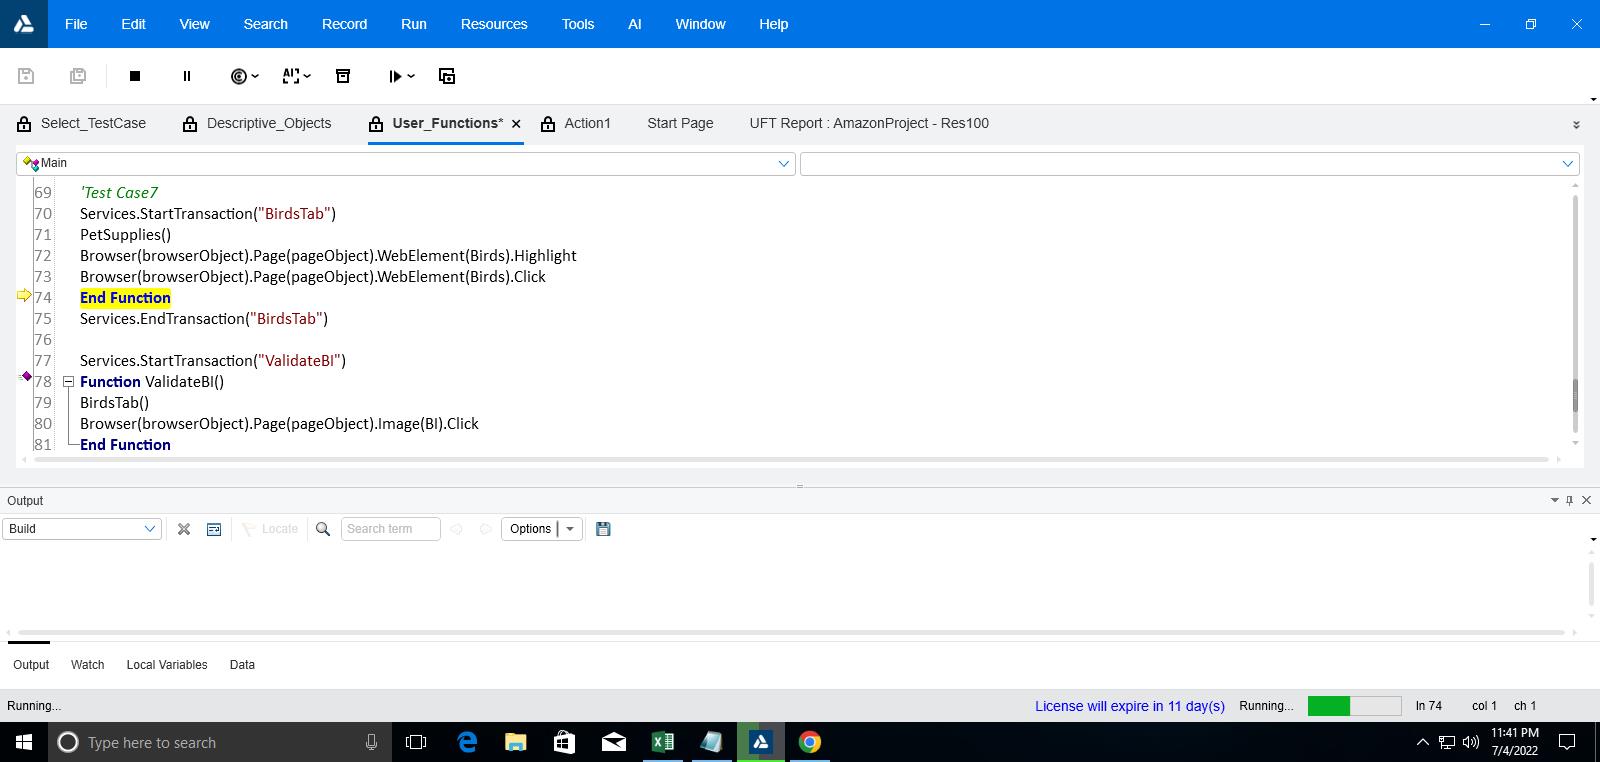 File Edit View Search Record Run Resources Tools AI Window Help
Select_TestCase Descriptive_Objects User_Functions* Action1 Start Page UFT Report : AmazonProject - Res100
Main
69 'Test Case7
70 Services.StartTransaction("BirdsTab")
71 PetSupplies()
72 Browser(browserObject).Page(pageObject).WebElement(Birds).Highlight
73 Browser(browserObject).Page(pageObject).WebElement(Birds).Click
74 End Function
75 Services.EndTransaction("BirdsTab")
76
77 Services.StartTransaction("ValidateBI")
78 Function ValidateBI()
79 BirdsTab()
80 Browser(browserObject).Page(pageObject).Image(BI).Click
81 End Function
Output
Build Locate Search term Options
Output Watch Local Variables Data
Running... License will expire in 11 day(s) Running... ln 74 col 1 ch 1
Type here to search
11:41 PM
7/4/2022